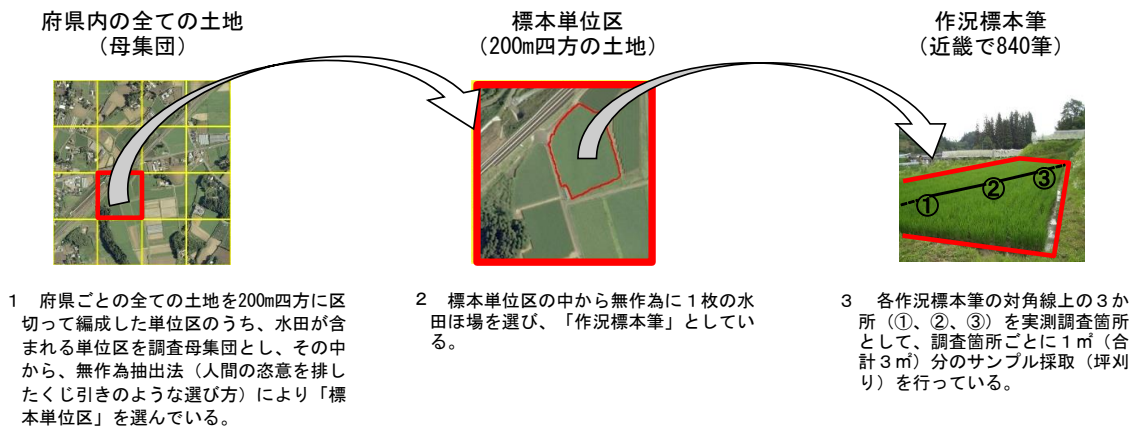 府県内の全ての土地
（母集団）
標本単位区
（200m四方の土地）
作況標本筆
（近畿で840筆）
①
②
③
１　府県ごとの全ての土地を200m四方に区
切って編成した単位区のうち、水田が含
まれる単位区を調査母集団とし、その中
から、無作為抽出法（人間の恣意を排し
たくじ引きのような選び方）により「標
本単位区」を選んでいる。
２　標本単位区の中から無作為に１枚の水
田ほ場を選び、「作況標本筆」としてい
る。
３　各作況標本筆の対角線上の３か
所（①、②、③）を実測調査箇所
として、調査箇所ごとに１㎡（合
計３㎡）分のサンプル採取（坪刈
り）を行っている。